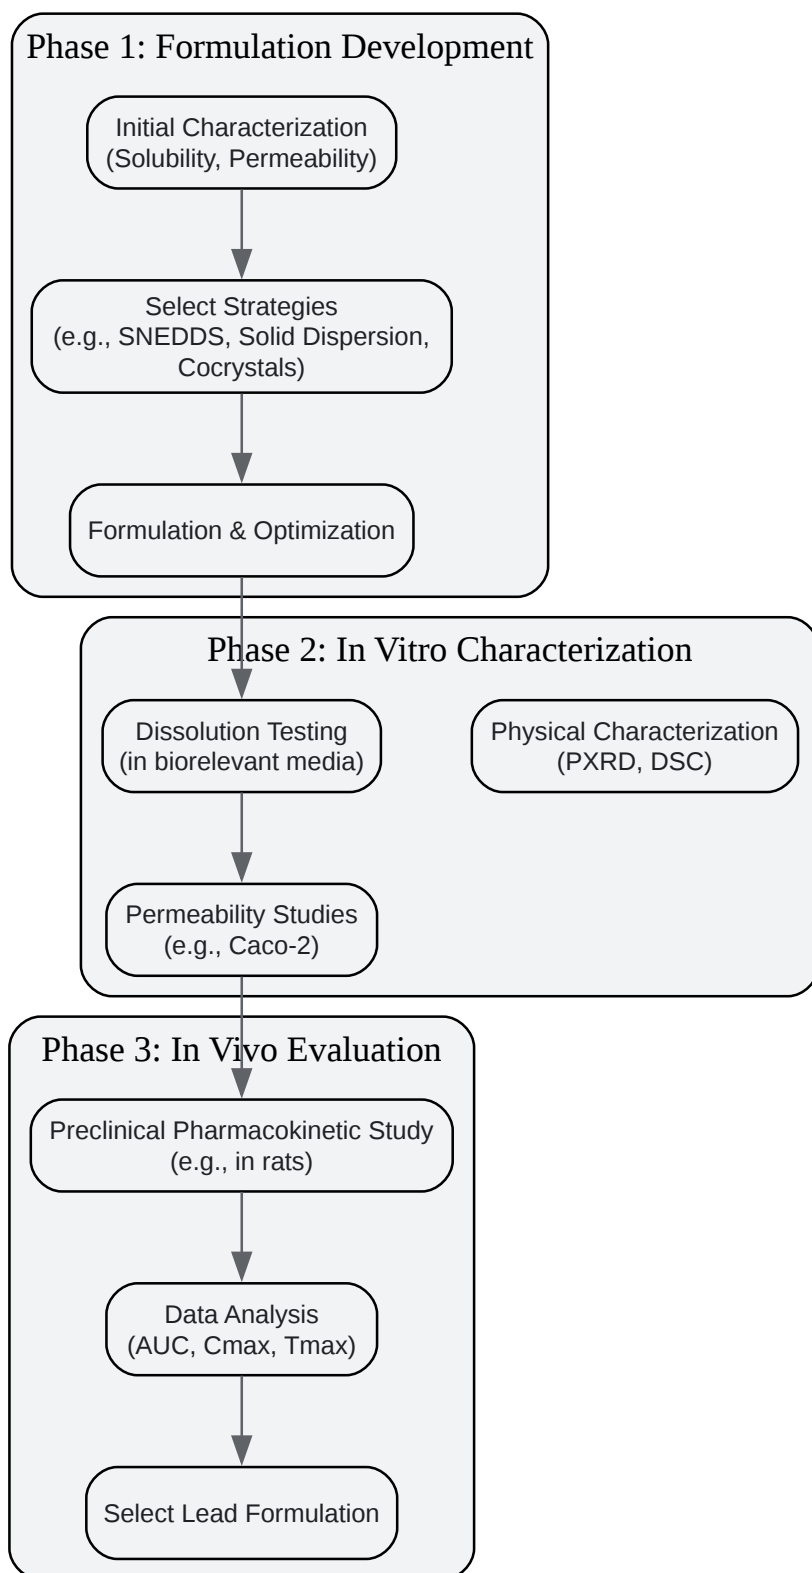 Phase 1: Formulation Development
Initial Characterization
(Solubility, Permeability)
Select Strategies
(e.g., SNEDDS, Solid Dispersion,
Cocrystals)
Formulation & Optimization
Phase 2: In Vitro Characterization
Dissolution Testing
(in biorelevant media)
Physical Characterization
(PXRD, DSC)
Permeability Studies
(e.g., Caco-2)
Phase 3: In Vivo Evaluation
Preclinical Pharmacokinetic Study
(e.g., in rats)
Data Analysis
(AUC, Cmax, Tmax)
Select Lead Formulation